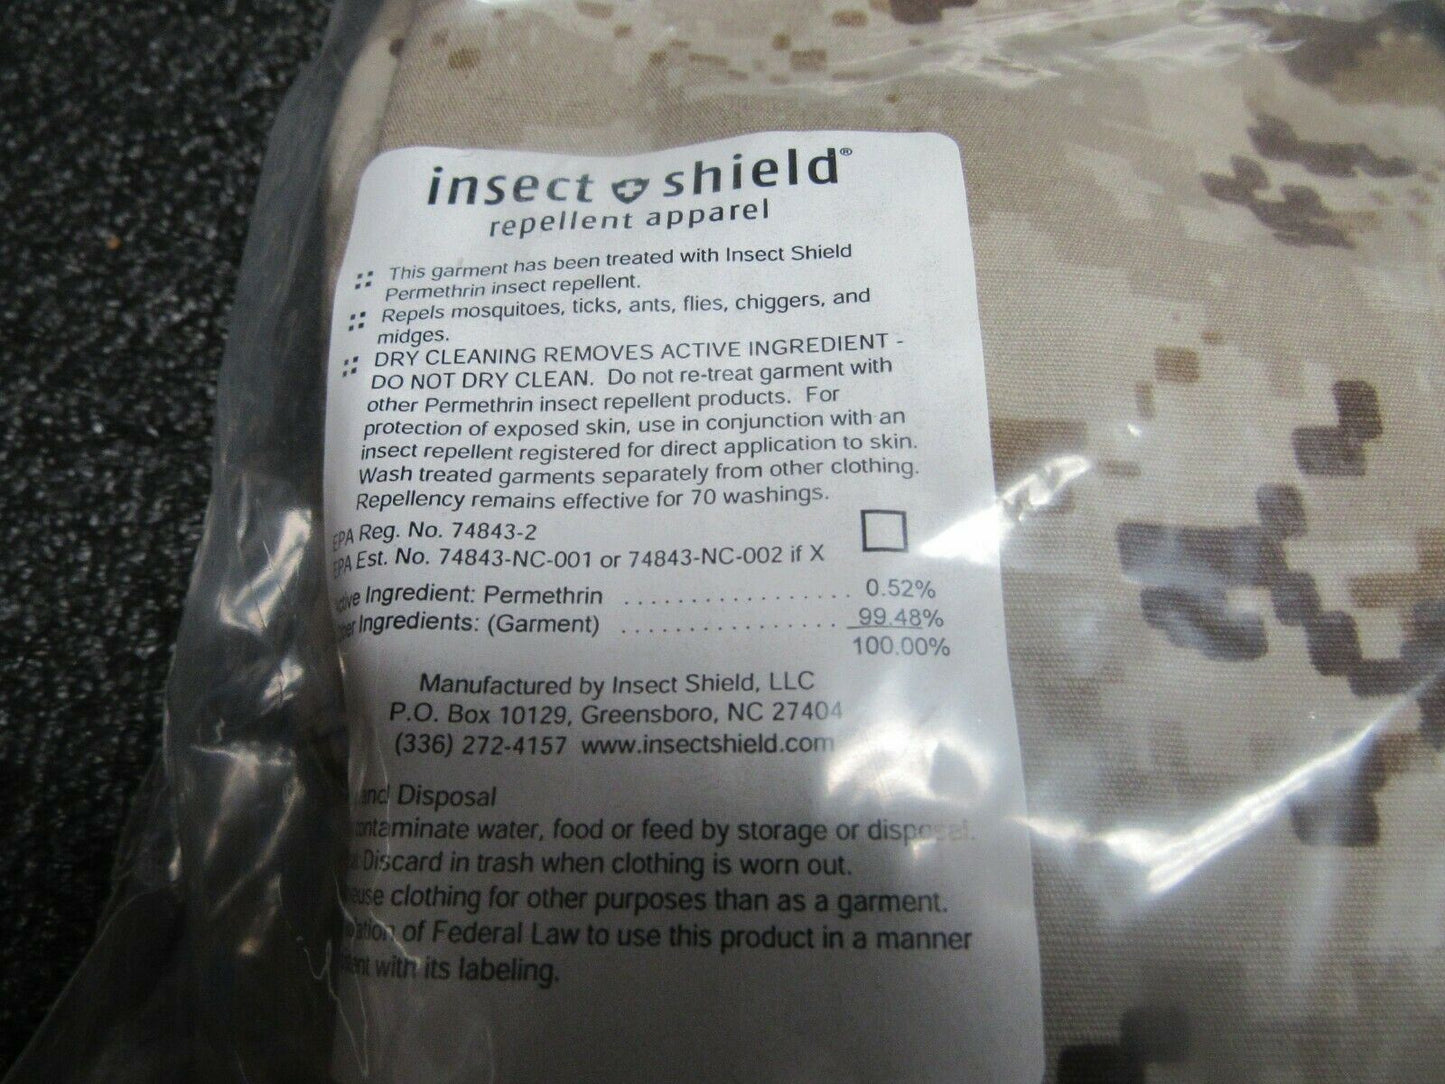 insect shield®
repellent apparel
This garment has been treated with Insect Shield
Permethrin insect repellent.
Repels mosquitoes, ticks, ants, flies, chiggers, and
midges.
DRY CLEANING REMOVES ACTIVE INGREDIENT -
DO NOT DRY CLEAN. Do not re-treat garment with
other Permethrin insect repellent products. For
protection of exposed skin, use in conjunction with an
insect repellent registered for direct application to skin.
Wash treated garments separately from other clothing.
Repellency remains effective for 70 washings.
EPA Reg. No. 74843-2
EPA Est. No. 74843-NC-001 or 74843-NC-002 if X
Ingredient: Permethrin .................. 0.52%
Ingredients: (Garment) ................ 99.48%
100.00%
Manufactured by Insect Shield, LLC
P.O. Box 10129, Greensboro, NC 27404
(336) 272-4157 www.insectshield.com
and Disposal
contaminate water, food or feed by storage or disposal.
Discard in trash when clothing is worn out.
clothing for other purposes than as a garment.
of Federal Law to use this product in a manner
with its labeling.